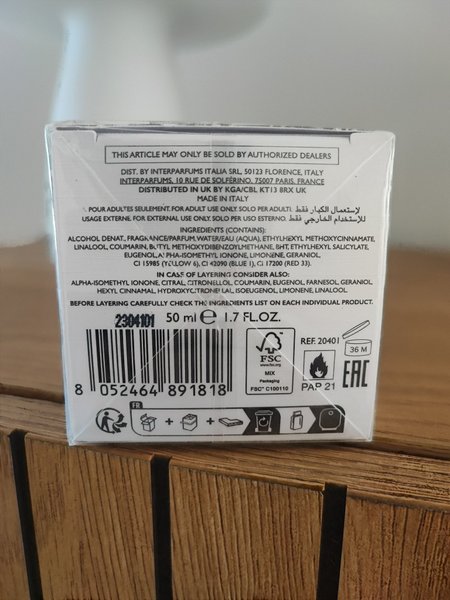 THIS ARTICLE MAY ONLY BE SOLD BY AUTHORIZED DEALERS
DIST. BY INTERPARFUMS ITALIA SRL, 50123 FLORENCE, ITALY
INTERPARFUMS, 10 RUE DE SOLFÉRINO, 75007 PARIS, FRANCE
DISTRIBUTED IN UK BY KGA/CBL KT13 8RX UK
MADE IN ITALY
POUR ADULTES SEULEMENT. FOR ADULT USE ONLY SOLO PER ADULTI. لإستعمال الكبار فقط
USAGE EXTERNE. FOR EXTERNAL USE ONLY SOLO PER USO ESTERNO. للإستخدام الخارجي فقط
INGREDIENTS (CONTAINS):
ALCOHOL DENAT., FRAGRANCE/PARFUM, WATER/EAU (AQUA), ETHYLHEXYL METHOXYCINNAMATE,
LINALOOL, COUMARIN, BUTYL METHOXYDIBENZOYLMETHANE, BHT, ETHYLHEXYL SALICYLATE,
EUGENOL, ALPHA-ISOMETHYL IONONE, LIMONENE, GERANIOL,
CI 15985 (YELLOW 6), CI 42090 (BLUE 1), CI 17200 (RED 33).
IN CASE OF LAYERING CONSIDER ALSO:
ALPHA-ISOMETHYL IONONE, CITRAL, CITRONELLOL, COUMARIN, EUGENOL, FARNESOL, GERANIOL,
HEXYL CINNAMAL, HYDROXYCITRONELLAL, ISOEUGENOL, LIMONENE, LINALOOL
BEFORE LAYERING CAREFULLY CHECK THE INGREDIENTS LIST ON EACH INDIVIDUAL PRODUCT.
2304101 50 ml e 1.7 FL.OZ.
REF. 20401
36 M
FSC
www.fsc.org
MIX
Packaging
FSC™ C100110
PAP 21
EAC
8 052464 891818
FR